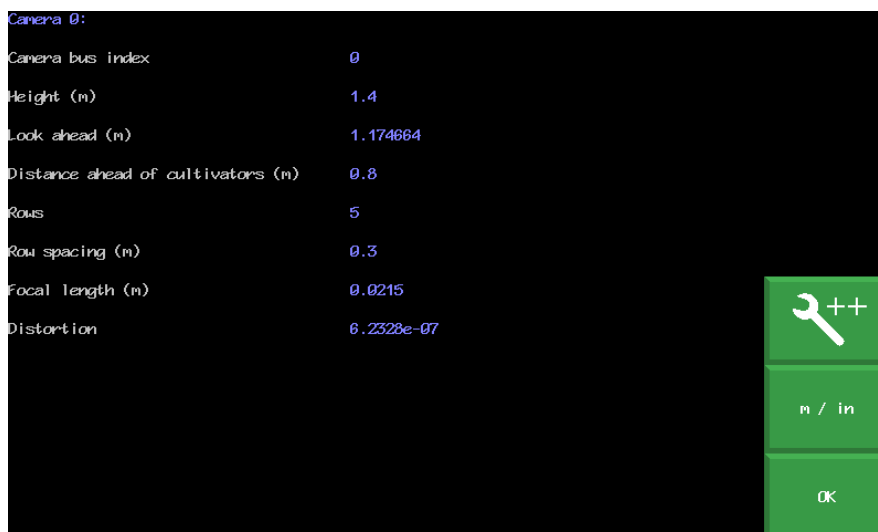 Camera 0:
Camera bus index 0
Height (m) 1.4
Look ahead (m) 1.174664
Distance ahead of cultivators (m) 0.8
Rows 5
Row spacing (m) 0.3
Focal length (m) 0.0215
Distortion 6.2328e-07
++
m / in
OK